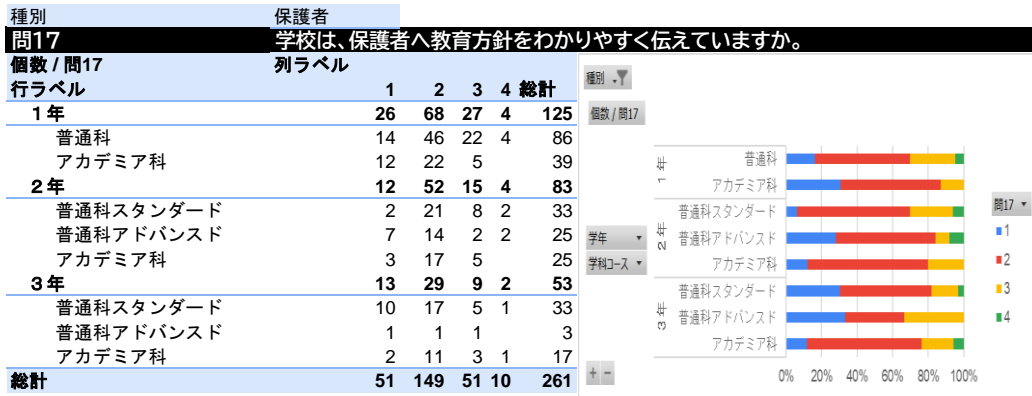 種別 保護者
問17 学校は、保護者へ教育方針をわかりやすく伝えていますか。
個数 / 問17 列ラベル
行ラベル 1 2 3 4 総計
1年 26 68 27 4 125
普通科 14 46 22 4 86
アカデミア科 12 22 5 39
2年 12 52 15 4 83
普通科スタンダード 2 21 8 2 33
普通科アドバンスド 7 14 2 2 25
アカデミア科 3 17 5 25
3年 13 29 9 2 53
普通科スタンダード 10 17 5 1 33
普通科アドバンスド 1 1 1 3
アカデミア科 2 11 3 1 17
総計 51 149 51 10 261
種別
個数 / 問17
学年
学科コース
1年
普通科
アカデミア科
2年
普通科スタンダード
普通科アドバンスド
アカデミア科
3年
普通科スタンダード
普通科アドバンスド
アカデミア科
0% 20% 40% 60% 80% 100%
問17
1
2
3
4
+ -